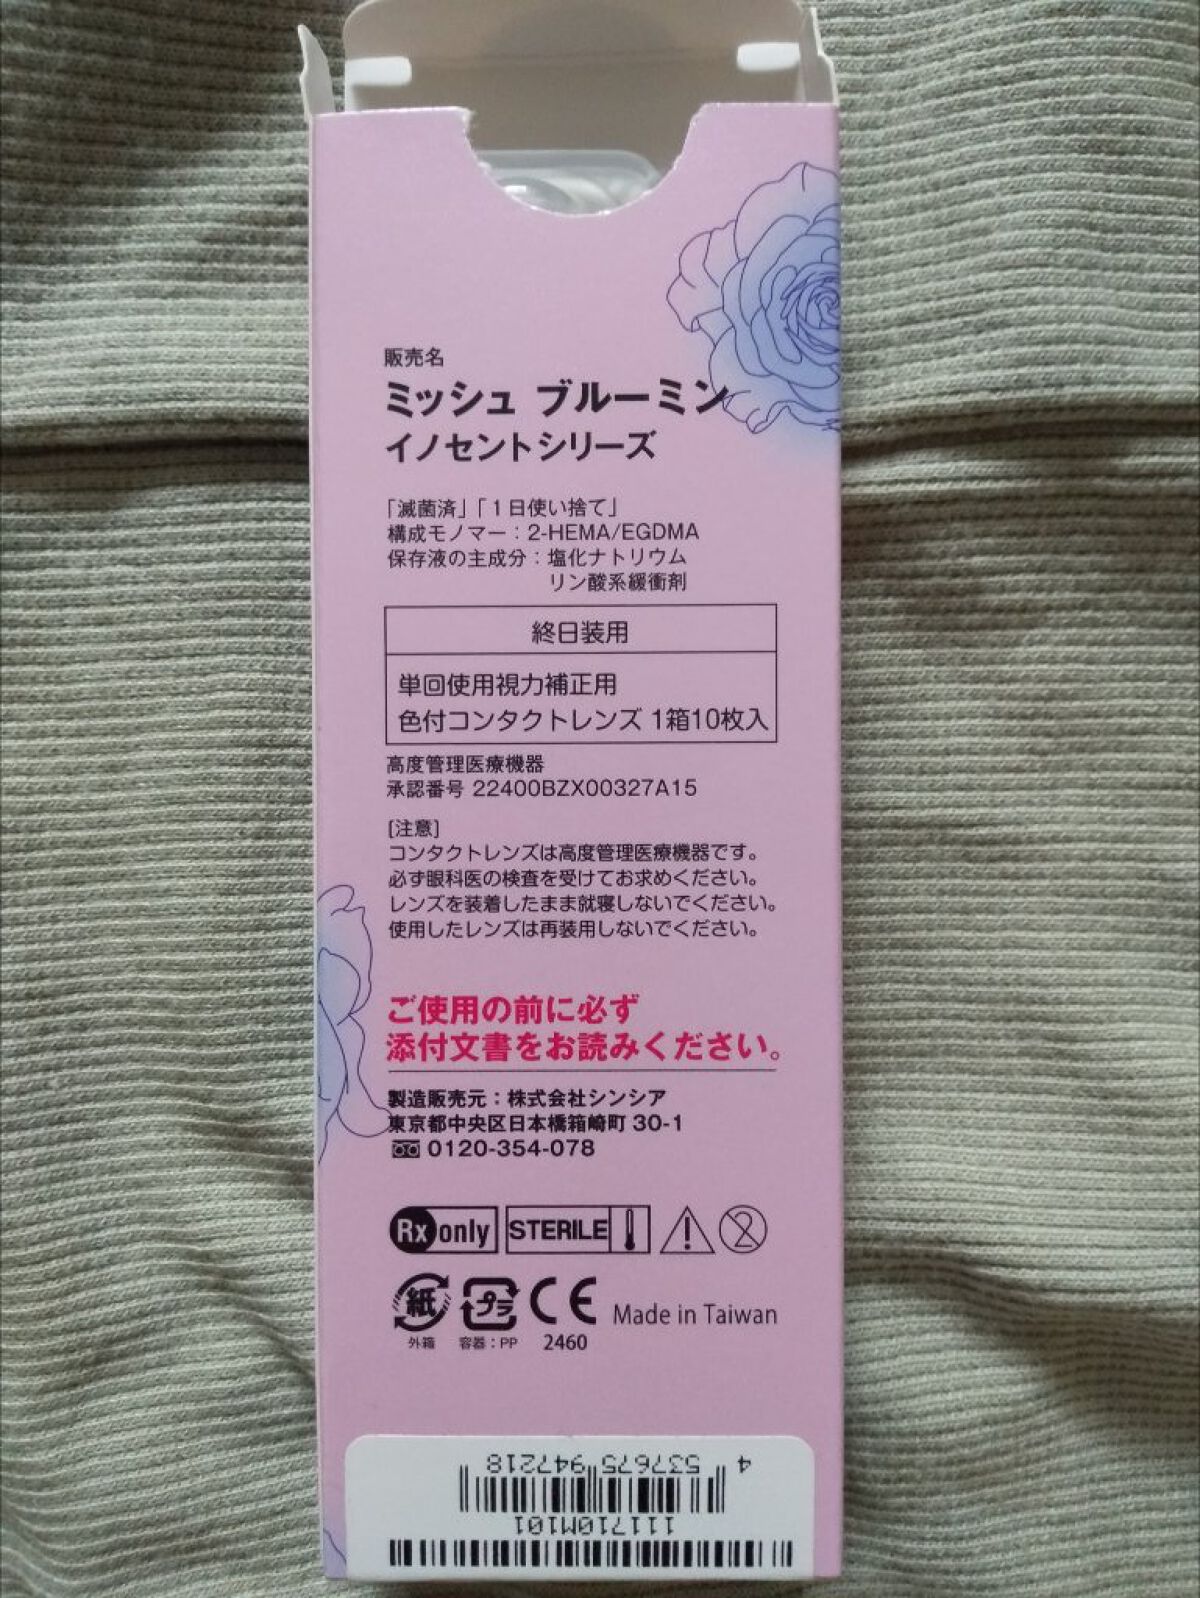 販売名
ミッシュ ブルーミン
イノセントシリーズ
「滅菌済」「1日使い捨て」
構成モノマー：2-HEMA/EGDMA
保存液の主成分：塩化ナトリウム
リン酸系緩衝剤
終日装用
単回使用視力補正用
色付コンタクトレンズ 1箱10枚入
高度管理医療機器
承認番号 22400BZX00327A15
[注意]
コンタクトレンズは高度管理医療機器です。
必ず眼科医の検査を受けてお求めください。
レンズを装着したまま就寝しないでください。
使用したレンズは再装用しないでください。
ご使用の前に必ず
添付文書をお読みください。
製造販売元：株式会社シンシア
東京都中央区日本橋箱崎町 30-1
0120-354-078
Rx only STERILE ! 2
紙 プラ CE Made in Taiwan
外箱 容器：PP 2460
4 537675 947218
111710M101